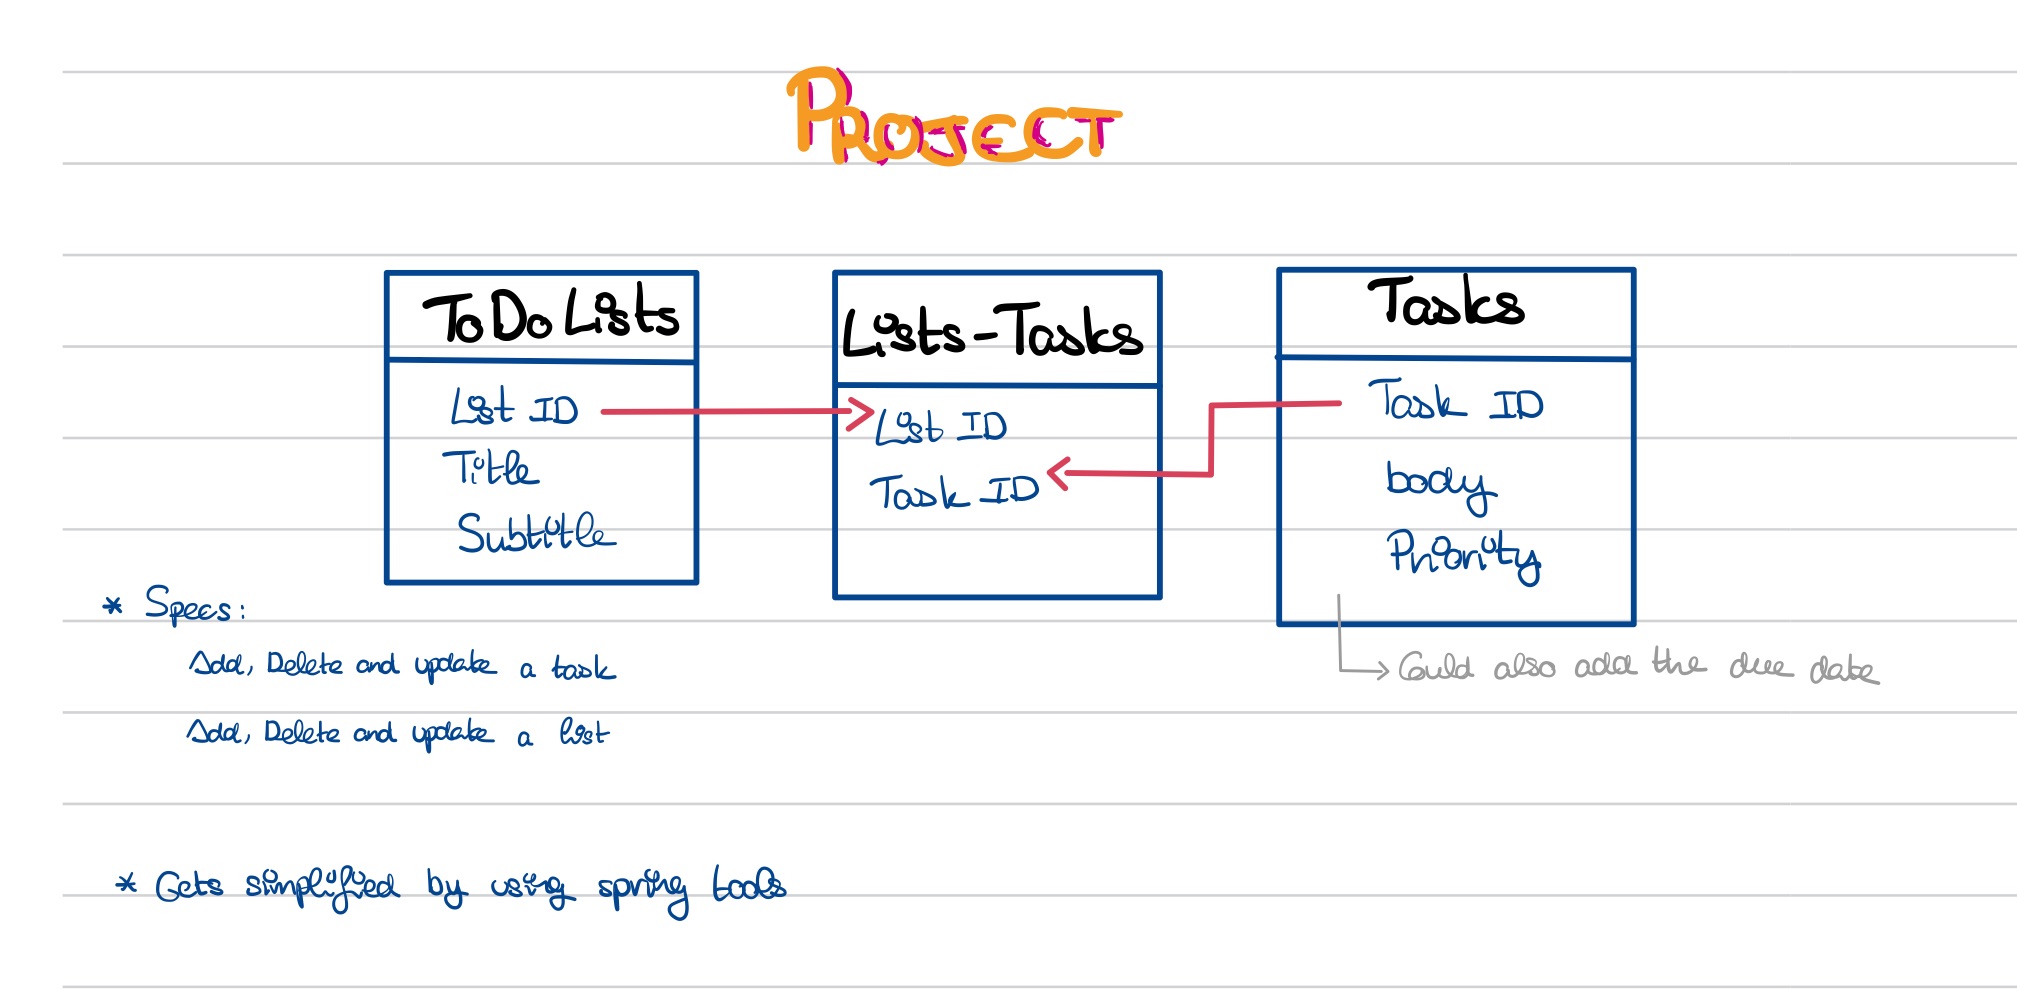 PROJECT
ToDo Lists
List ID
Title
Subtitle
Lists-Tasks
List ID
Task ID
Tasks
Task ID
body
Priority
Could also add the due date
* Specs:
Add, Delete and update a task
Add, Delete and update a list
* Gets simplified by using spring tools